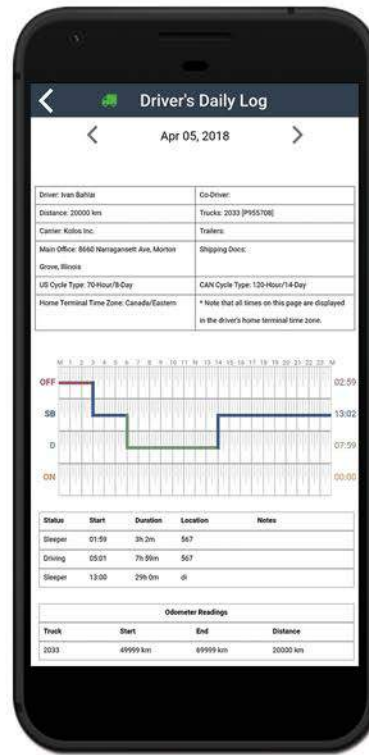 Driver's Daily Log
Apr 05, 2018
Driver: Ivan Bahlai
Co-Driver:
Distance: 20000 km
Trucks: 2033 [P955708]
Carrier: Kolos Inc.
Trailers:
Main Office: 8660 Narragansett Ave, Morton
Grove, Illinois
Shipping Docs:
US Cycle Type: 70-Hour/8-Day
CAN Cycle Type: 120-Hour/14-Day
Home Terminal Time Zone: Canada/Eastern
* Note that all times on this page are displayed
in the driver's home terminal time zone.
M 1 2 3 4 5 6 7 8 9 10 11 N 13 14 15 16 17 18 19 20 21 22 23 M
OFF 02:59
SB 13:02
D 07:59
ON 00:00
Status Start Duration Location Notes
Sleeper 01:59 3h 2m 567
Driving 05:01 7h 59m 567
Sleeper 13:00 29h 0m di
Odometer Readings
Truck Start End Distance
2033 49999 km 69999 km 20000 km